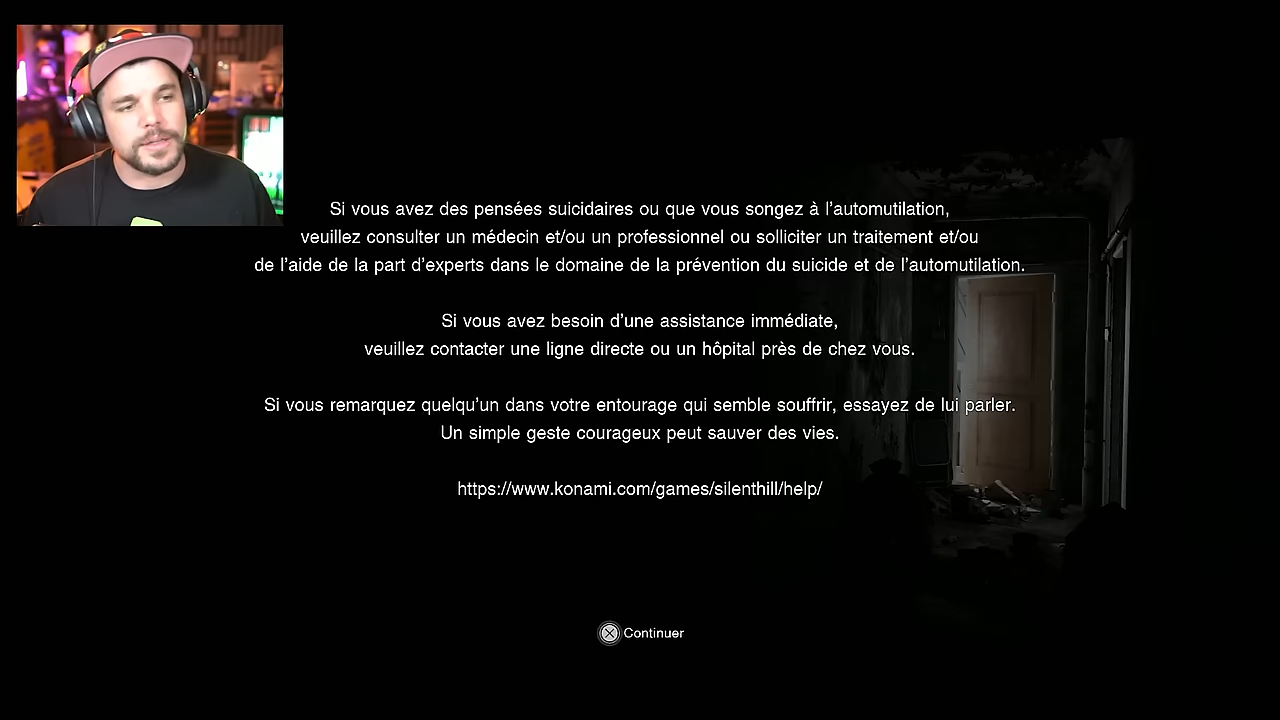 Si vous avez des pensées suicidaires ou que vous songez à l'automutilation,
veuillez consulter un médecin et/ou un professionnel ou solliciter un traitement et/ou
de l'aide de la part d'experts dans le domaine de la prévention du suicide et de l'automutilation.
Si vous avez besoin d'une assistance immédiate,
veuillez contacter une ligne directe ou un hôpital près de chez vous.
Si vous remarquez quelqu'un dans votre entourage qui semble souffrir, essayez de lui parler.
Un simple geste courageux peut sauver des vies.
https://www.konami.com/games/silenthill/help/
Continuer